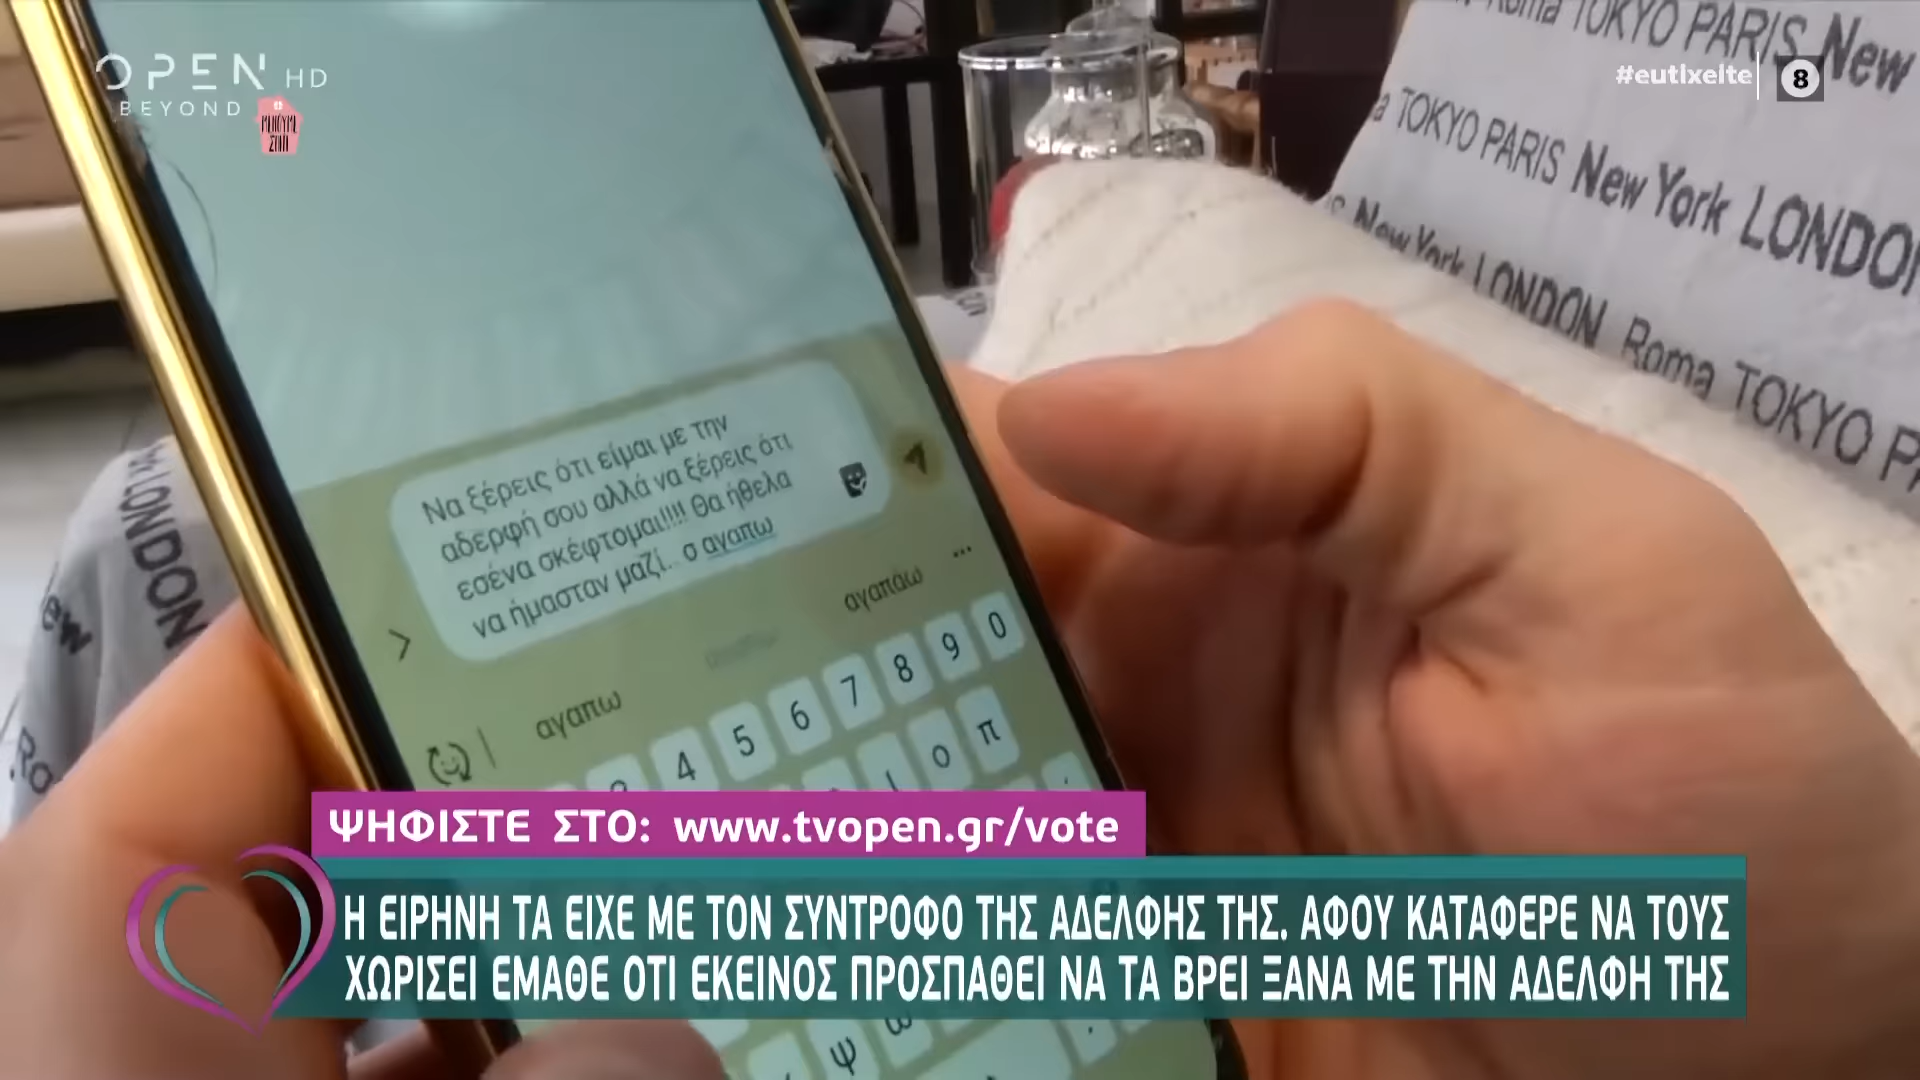 OPEN HD
BEYOND
ΜΕΝΟΥΜΕ
ΣΠΙΤΙ
#eutixeite
8
Roma TOKYO PARIS New
TOKYO PARIS New York LONDON
New York LONDON Roma TOKYO
LONDON
ew
Να ξέρεις ότι είμαι με την
αδερφή σου αλλά να ξέρεις ότι
εσένα σκέφτομαι!!!! Θα ήθελα
να ήμασταν μαζί.. σ αγαπω
αγαπω
αγαπάω
...
4 5 6 7 8 9 0
ι ο π
ΨΗΦΙΣΤΕ ΣΤΟ: www.tvopen.gr/vote
Η ΕΙΡΗΝΗ ΤΑ ΕΙΧΕ ΜΕ ΤΟΝ ΣΥΝΤΡΟΦΟ ΤΗΣ ΑΔΕΛΦΗΣ ΤΗΣ. ΑΦΟΥ ΚΑΤΑΦΕΡΕ ΝΑ ΤΟΥΣ
ΧΩΡΙΣΕΙ ΕΜΑΘΕ ΟΤΙ ΕΚΕΙΝΟΣ ΠΡΟΣΠΑΘΕΙ ΝΑ ΤΑ ΒΡΕΙ ΞΑΝΑ ΜΕ ΤΗΝ ΑΔΕΛΦΗ ΤΗΣ
ψ ω